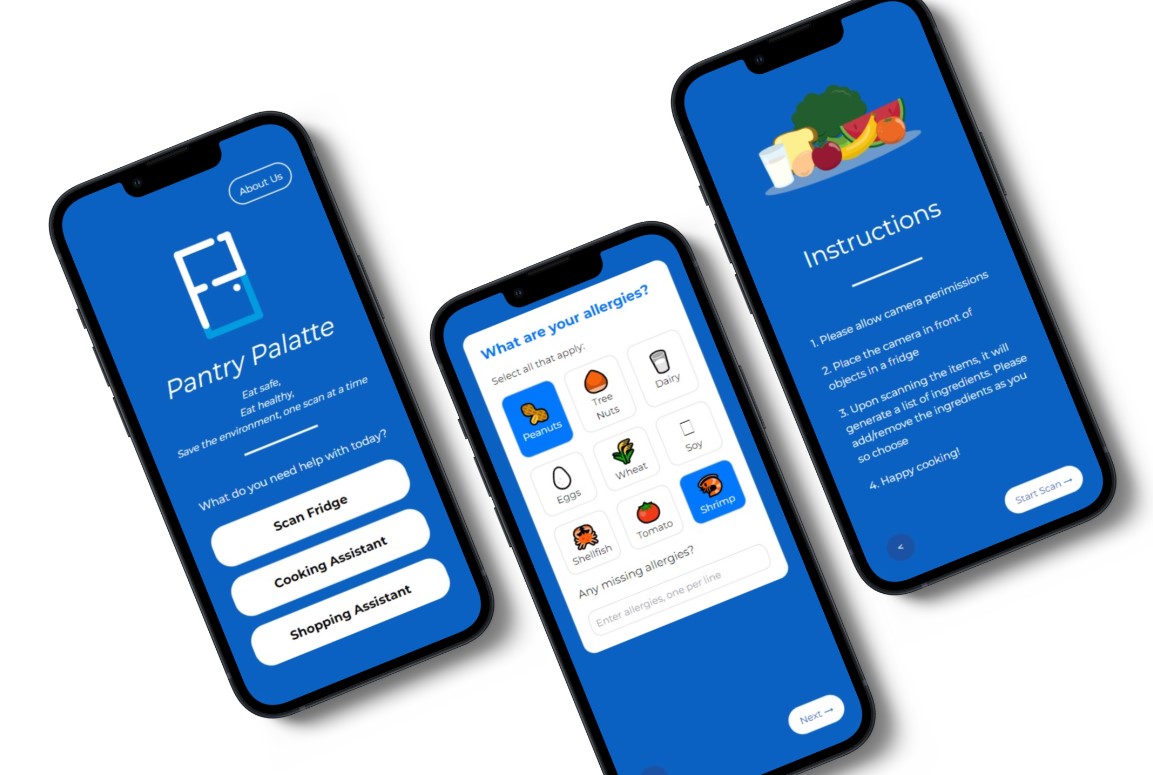 About Us
Pantry Palatte
Eat safe,
Eat healthy,
Save the environment, one scan at a time
What do you need help with today?
Scan Fridge
Cooking Assistant
Shopping Assistant
What are your allergies?
Select all that apply:
Peanuts
Tree
Nuts
Dairy
Eggs
Wheat
Soy
Shellfish
Tomato
Shrimp
Any missing allergies?
Enter allergies, one per line
Next →
Instructions
1. Please allow camera perimissions
2. Place the camera in front of
objects in a fridge
3. Upon scanning the items, it will
generate a list of ingredients. Please
add/remove the ingredients as you
so choose
4. Happy cooking!
Start Scan →
<